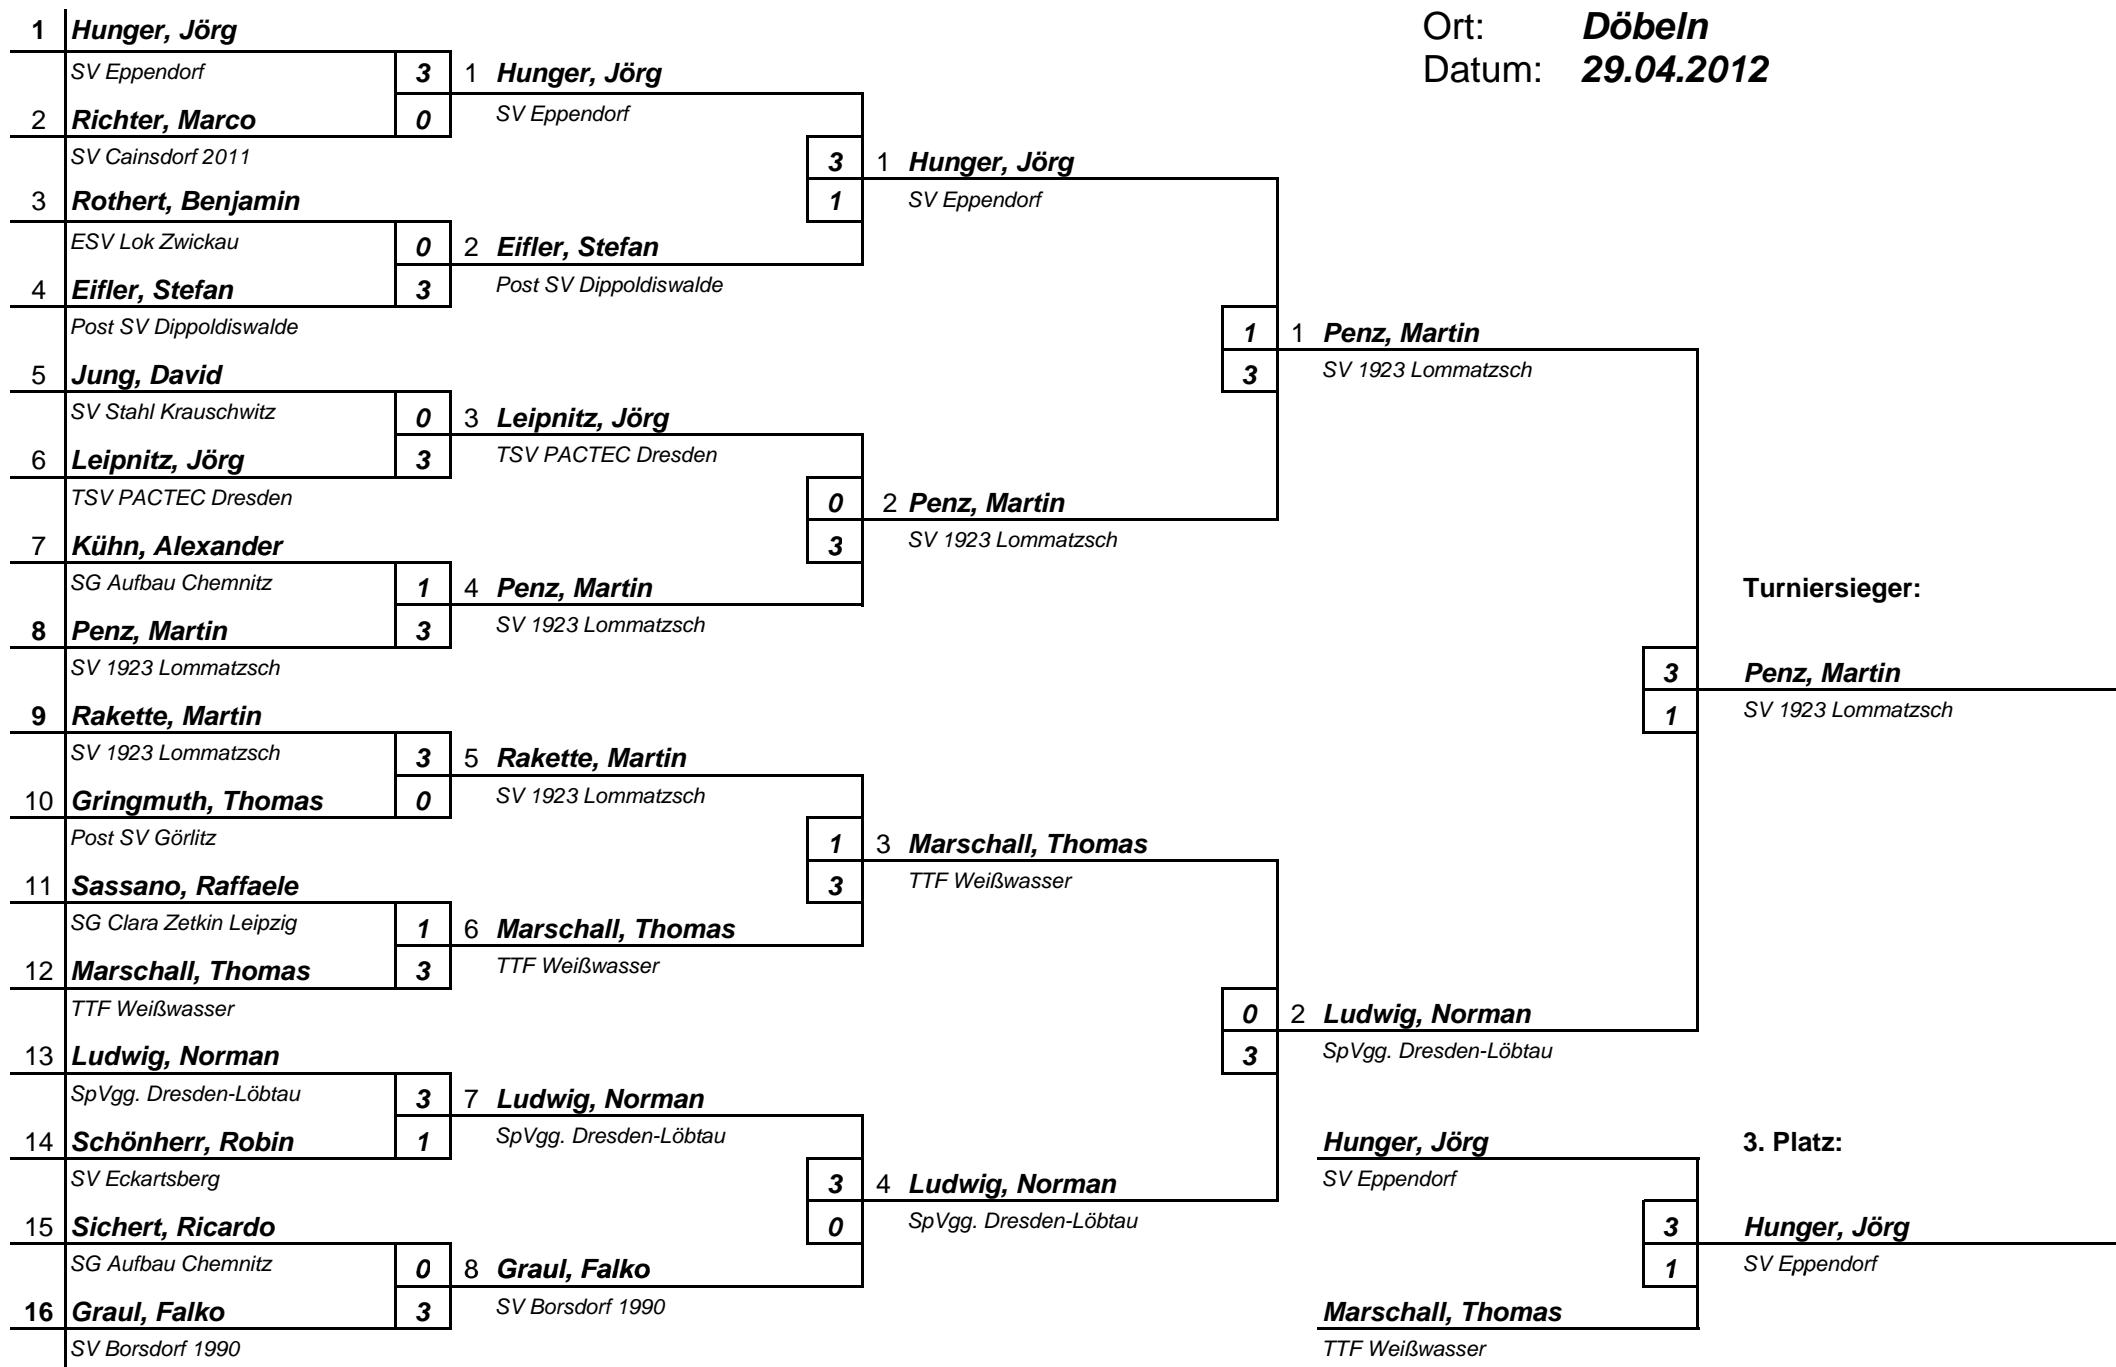 Ort: Döbeln
Datum: 29.04.2012
1 Hunger, Jörg
SV Eppendorf 3
2 Richter, Marco 0
SV Cainsdorf 2011
3 Rothert, Benjamin
ESV Lok Zwickau 0
4 Eifler, Stefan 3
Post SV Dippoldiswalde
5 Jung, David
SV Stahl Krauschwitz 0
6 Leipnitz, Jörg 3
TSV PACTEC Dresden
7 Kühn, Alexander
SG Aufbau Chemnitz 1
8 Penz, Martin 3
SV 1923 Lommatzsch
9 Rakette, Martin
SV 1923 Lommatzsch 3
10 Gringmuth, Thomas 0
Post SV Görlitz
11 Sassano, Raffaele
SG Clara Zetkin Leipzig 1
12 Marschall, Thomas 3
TTF Weißwasser
13 Ludwig, Norman
SpVgg. Dresden-Löbtau 3
14 Schönherr, Robin 1
SV Eckartsberg
15 Sichert, Ricardo
SG Aufbau Chemnitz 0
16 Graul, Falko 3
SV Borsdorf 1990
1 Hunger, Jörg
SV Eppendorf
3
1
2 Eifler, Stefan
Post SV Dippoldiswalde
3 Leipnitz, Jörg
TSV PACTEC Dresden
0
3
4 Penz, Martin
SV 1923 Lommatzsch
5 Rakette, Martin
SV 1923 Lommatzsch
1
3
6 Marschall, Thomas
TTF Weißwasser
7 Ludwig, Norman
SpVgg. Dresden-Löbtau
3
0
8 Graul, Falko
SV Borsdorf 1990
1 Hunger, Jörg
SV Eppendorf
1
3
2 Penz, Martin
SV 1923 Lommatzsch
3 Marschall, Thomas
TTF Weißwasser
0
3
4 Ludwig, Norman
SpVgg. Dresden-Löbtau
1 Penz, Martin
SV 1923 Lommatzsch
3
1
2 Ludwig, Norman
SpVgg. Dresden-Löbtau
Turniersieger:
Penz, Martin
SV 1923 Lommatzsch
Hunger, Jörg
SV Eppendorf
3
1
Marschall, Thomas
TTF Weißwasser
3. Platz:
Hunger, Jörg
SV Eppendorf